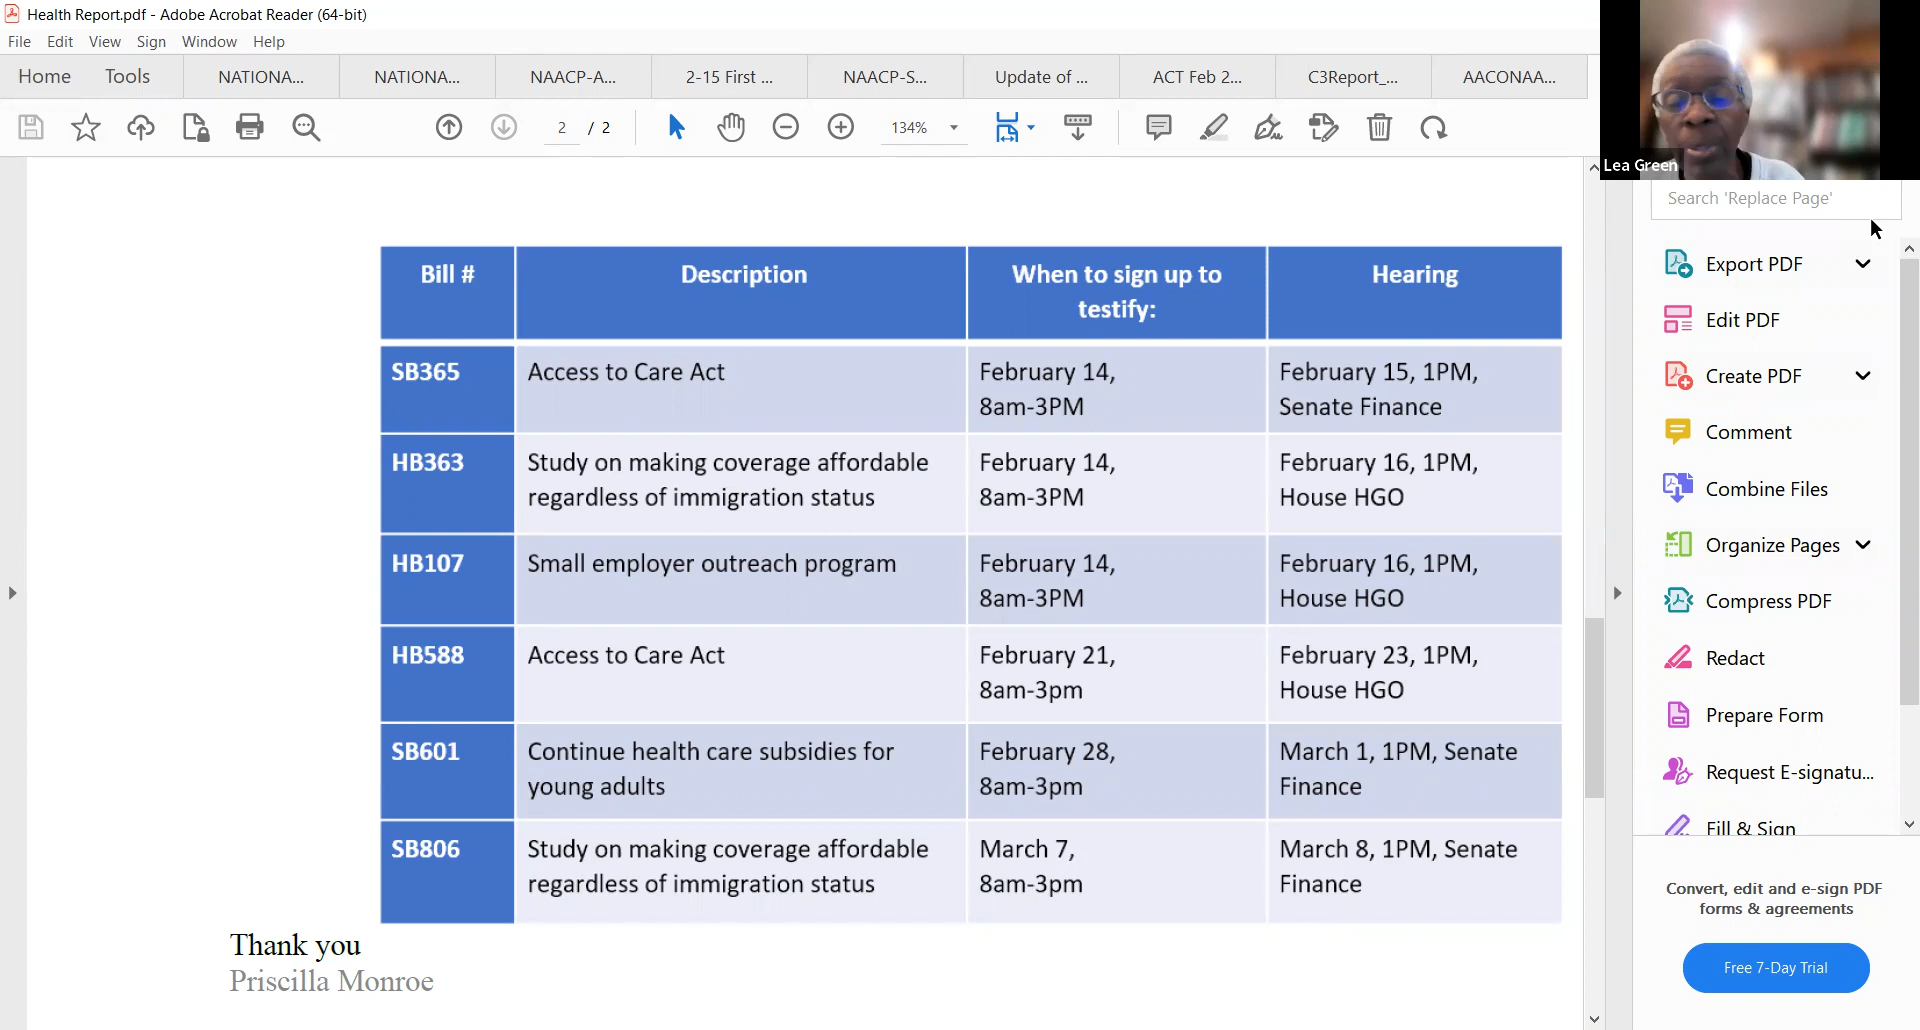 Health Report.pdf - Adobe Acrobat Reader (64-bit)
File Edit View Sign Window Help
Home Tools NATIONA... NATIONA... NAACP-A... 2-15 First ... NAACP-S... Update of ... ACT Feb 2... C3Report_... AACONAA...
2 / 2 134%
Lea Green
Search 'Replace Page'
Bill # Description When to sign up to
testify: Hearing
SB365 Access to Care Act February 14,
8am-3PM February 15, 1PM,
Senate Finance
HB363 Study on making coverage affordable
regardless of immigration status February 14,
8am-3PM February 16, 1PM,
House HGO
HB107 Small employer outreach program February 14,
8am-3PM February 16, 1PM,
House HGO
HB588 Access to Care Act February 21,
8am-3pm February 23, 1PM,
House HGO
SB601 Continue health care subsidies for
young adults February 28,
8am-3pm March 1, 1PM, Senate
Finance
SB806 Study on making coverage affordable
regardless of immigration status March 7,
8am-3pm March 8, 1PM, Senate
Finance
Thank you
Priscilla Monroe
Export PDF
Edit PDF
Create PDF
Comment
Combine Files
Organize Pages
Compress PDF
Redact
Prepare Form
Request E-signatu...
Fill & Sign
Convert, edit and e-sign PDF
forms & agreements
Free 7-Day Trial